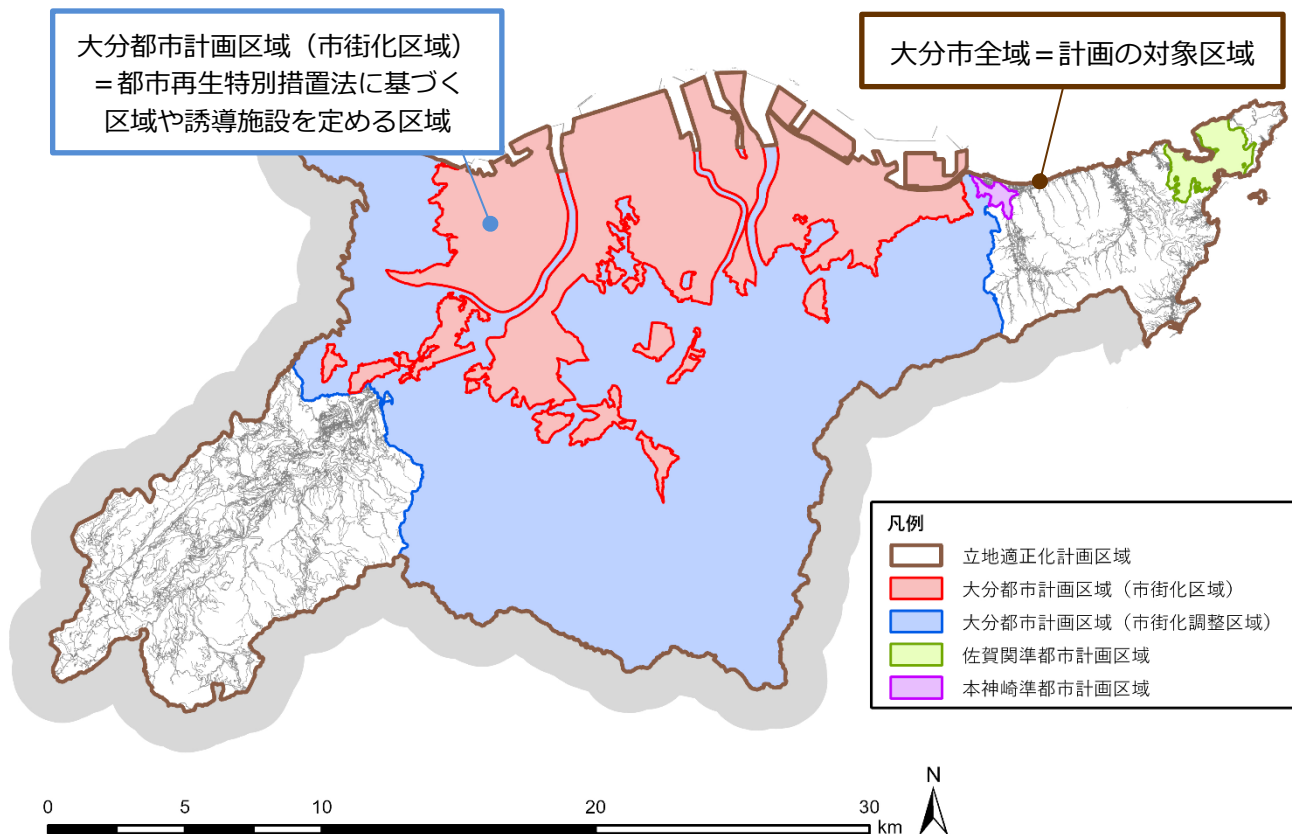 大分都市計画区域（市街化区域）
＝都市再生特別措置法に基づく
区域や誘導施設を定める区域
大分市全域＝計画の対象区域
凡例
立地適正化計画区域
大分都市計画区域（市街化区域）
大分都市計画区域（市街化調整区域）
佐賀関準都市計画区域
本神崎準都市計画区域
0 5 10 20 30
km
N